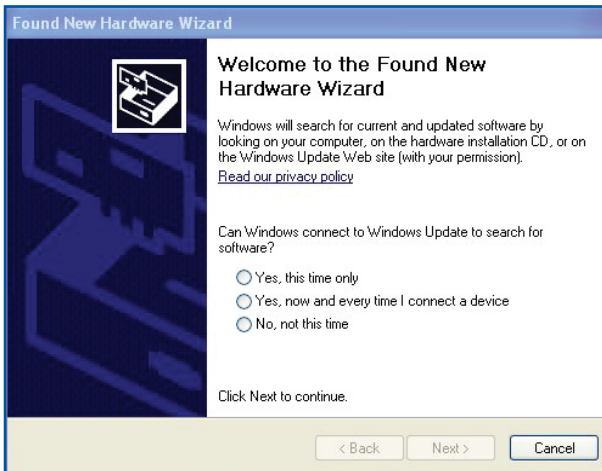 Found New Hardware Wizard
Welcome to the Found New
Hardware Wizard
Windows will search for current and updated software by
looking on your computer, on the hardware installation CD, or on
the Windows Update Web site (with your permission).
Read our privacy policy
Can Windows connect to Windows Update to search for
software?
Yes, this time only
Yes, now and every time I connect a device
No, not this time
Click Next to continue.
< Back
Next >
Cancel